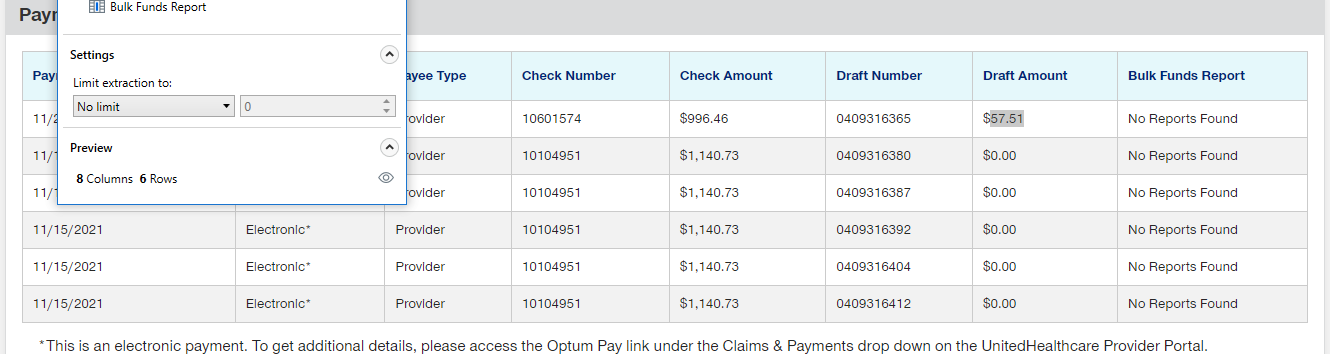 Payr
Bulk Funds Report
Settings
Limit extraction to:
No limit 0
Preview
8 Columns 6 Rows
Payı ayee Type Check Number Check Amount Draft Number Draft Amount Bulk Funds Report
11/2 rovider 10601574 $996.46 0409316365 $57.51 No Reports Found
11/1 rovider 10104951 $1,140.73 0409316380 $0.00 No Reports Found
11/1 rovider 10104951 $1,140.73 0409316387 $0.00 No Reports Found
11/15/2021 Electronic* Provider 10104951 $1,140.73 0409316392 $0.00 No Reports Found
11/15/2021 Electronic* Provider 10104951 $1,140.73 0409316404 $0.00 No Reports Found
11/15/2021 Electronic* Provider 10104951 $1,140.73 0409316412 $0.00 No Reports Found
*This is an electronic payment. To get additional details, please access the Optum Pay link under the Claims & Payments drop down on the UnitedHealthcare Provider Portal.